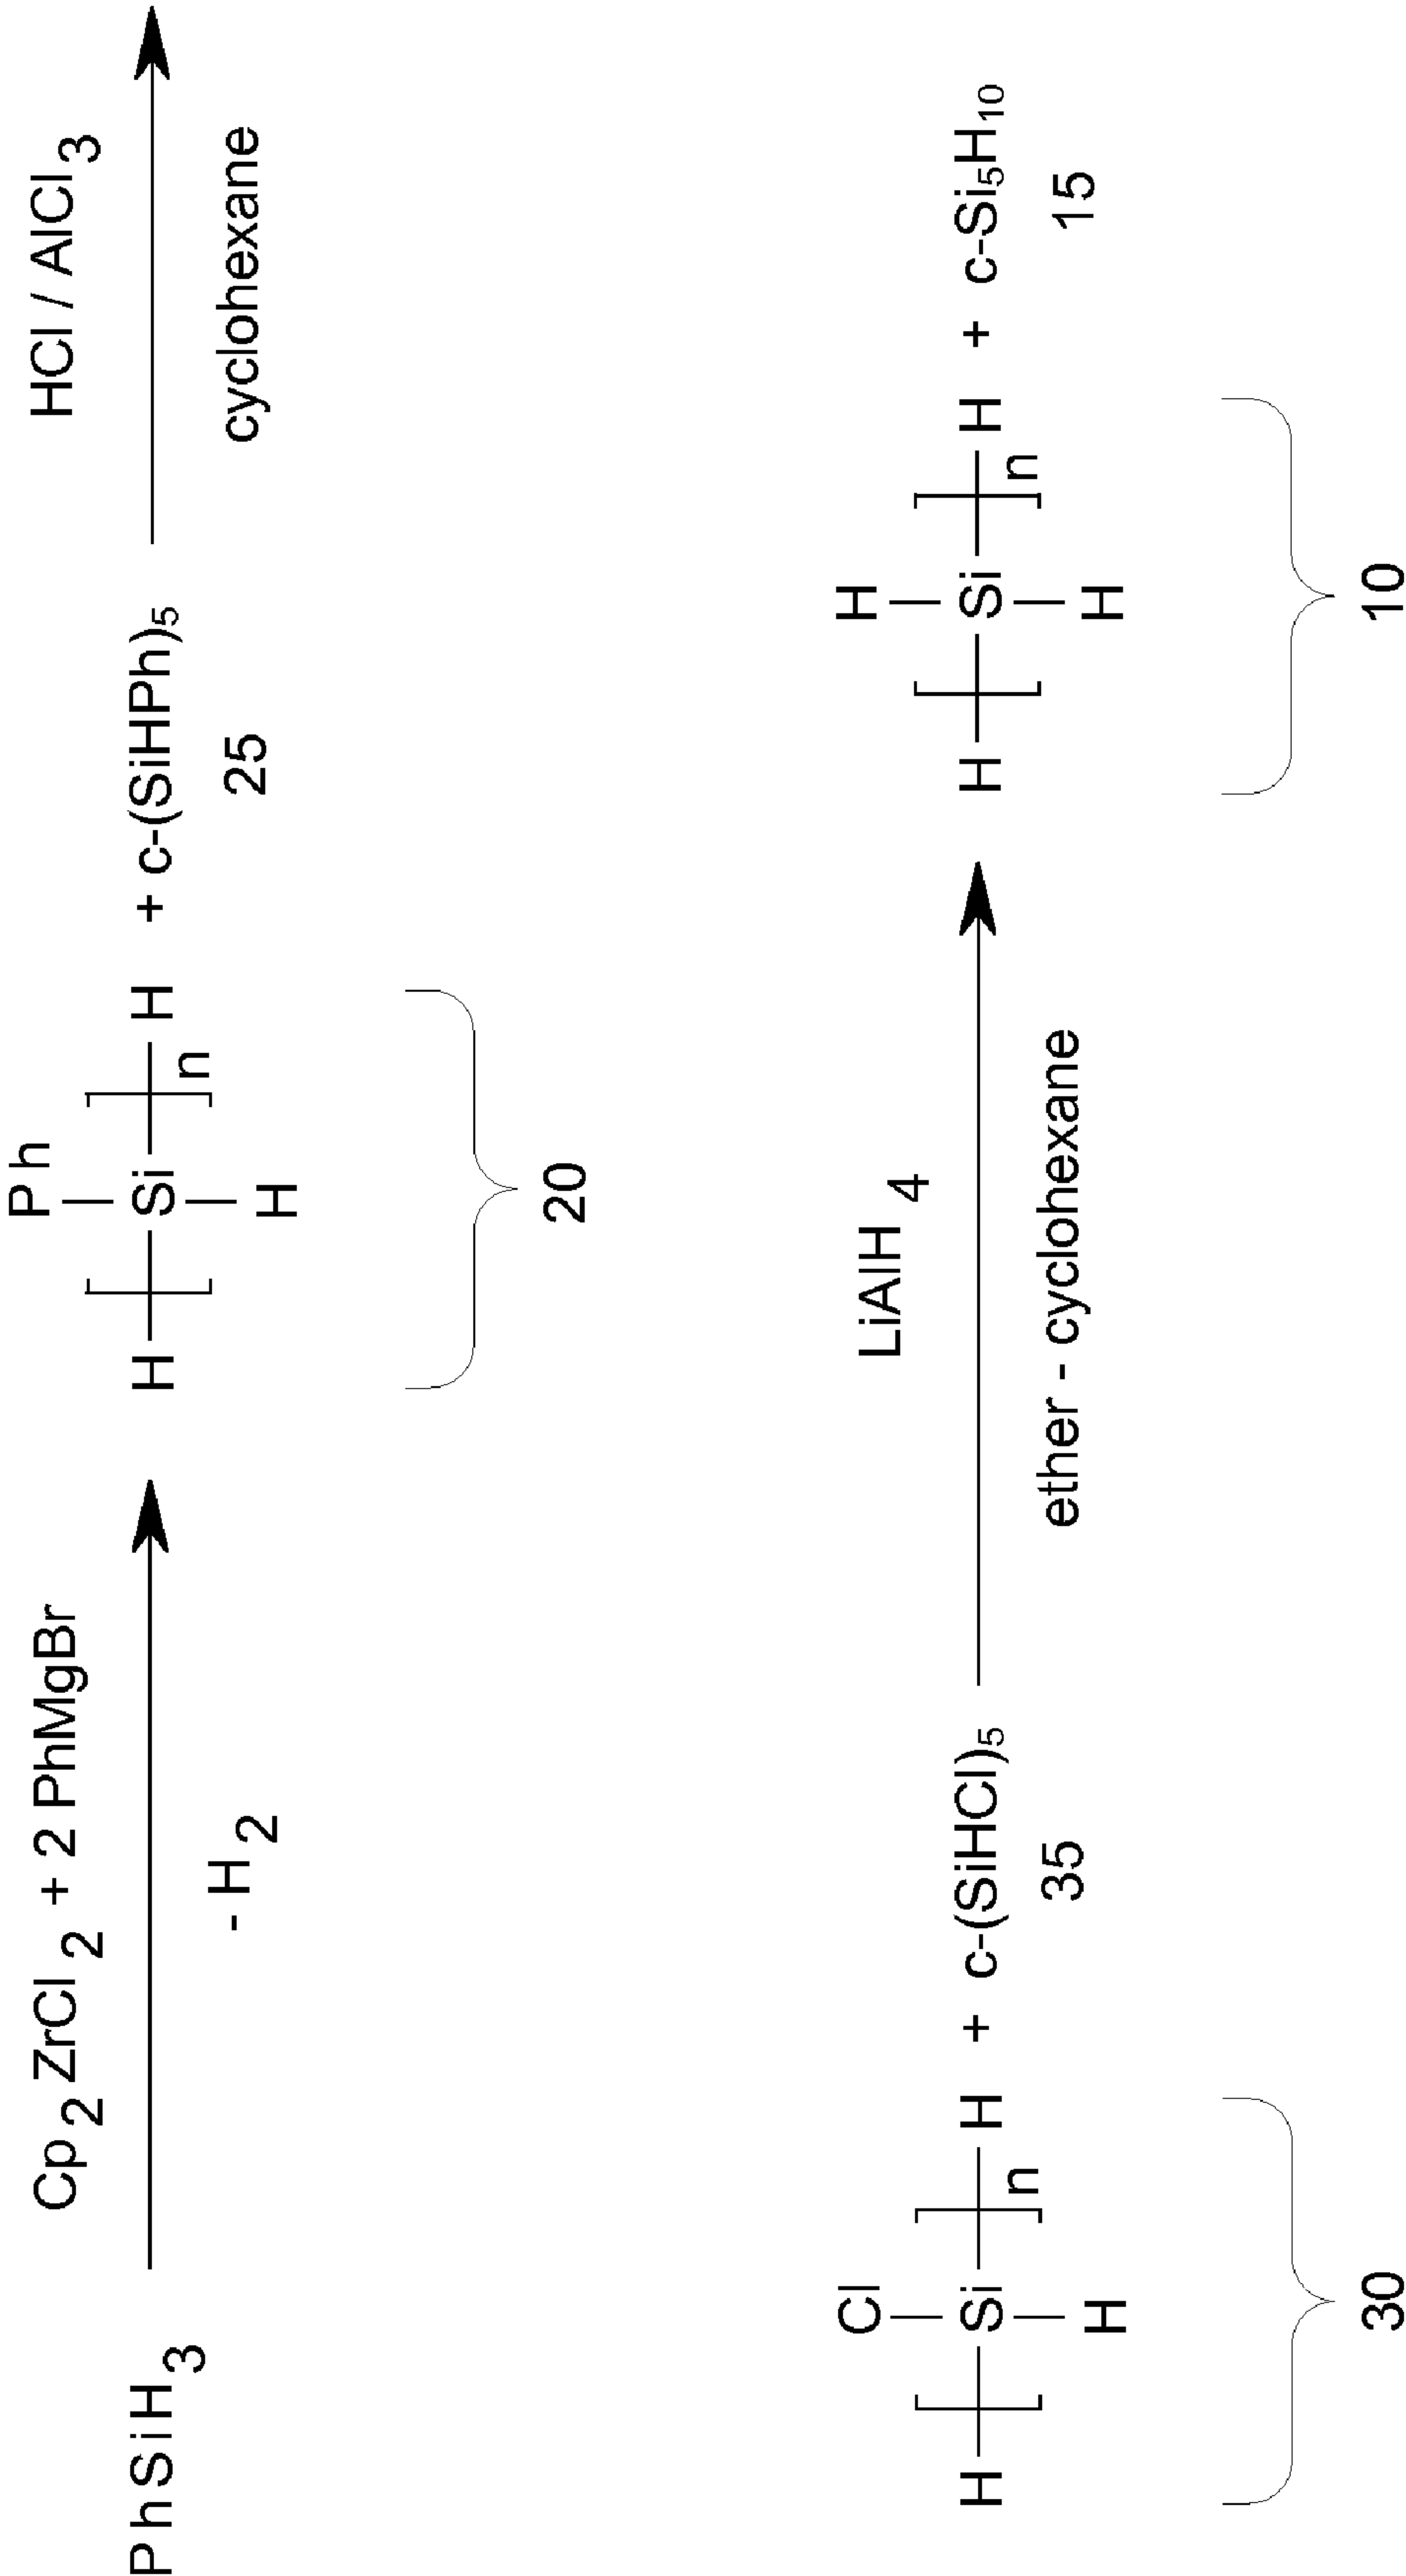 Cp2ZrCl2 + 2 PhMgBr
HCl / AlCl3
Ph
PhSiH3
H [ Si ]n H + c-(SiHPh)5
- H2
H
25
cyclohexane
20
Cl
LiAlH4
H
H [ Si ]n H + c-(SiHCl)5
H [ Si ]n H + c-Si5H10
H
35
ether - cyclohexane
H
15
30
10